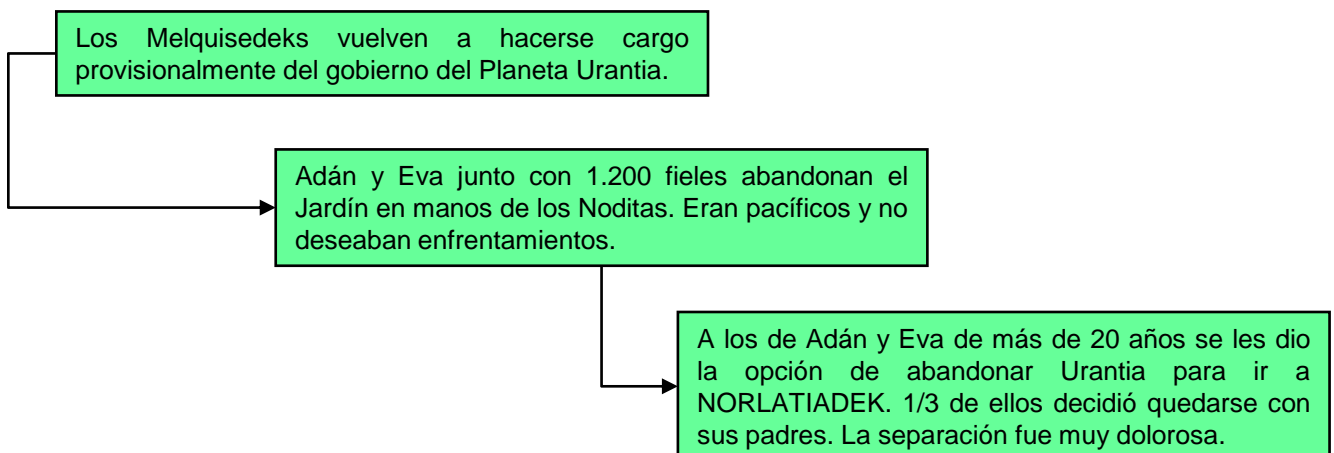 Los Melquisedeks vuelven a hacerse cargo
provisionalmente del gobierno del Planeta Urantia.
Adán y Eva junto con 1.200 fieles abandonan el
Jardín en manos de los Noditas. Eran pacíficos y no
deseaban enfrentamientos.
A los de Adán y Eva de más de 20 años se les dio
la opción de abandonar Urantia para ir a
NORLATIADEK. 1/3 de ellos decidió quedarse con
sus padres. La separación fue muy dolorosa.